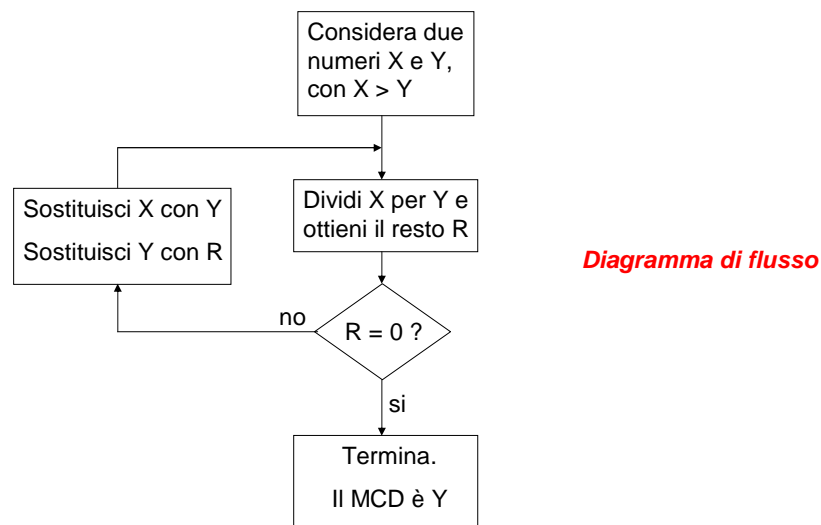 Considera due
numeri X e Y,
con X > Y
Sostituisci X con Y
Sostituisci Y con R
Dividi X per Y e
ottieni il resto R
Diagramma di flusso
no
R = 0 ?
si
Termina.
Il MCD è Y